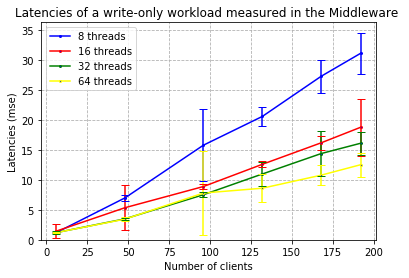 Latencies of a write-only workload measured in the Middleware
8 threads
16 threads
32 threads
64 threads
Latencies (mse)
35
30
25
20
15
10
5
0
0 25 50 75 100 125 150 175 200
Number of clients